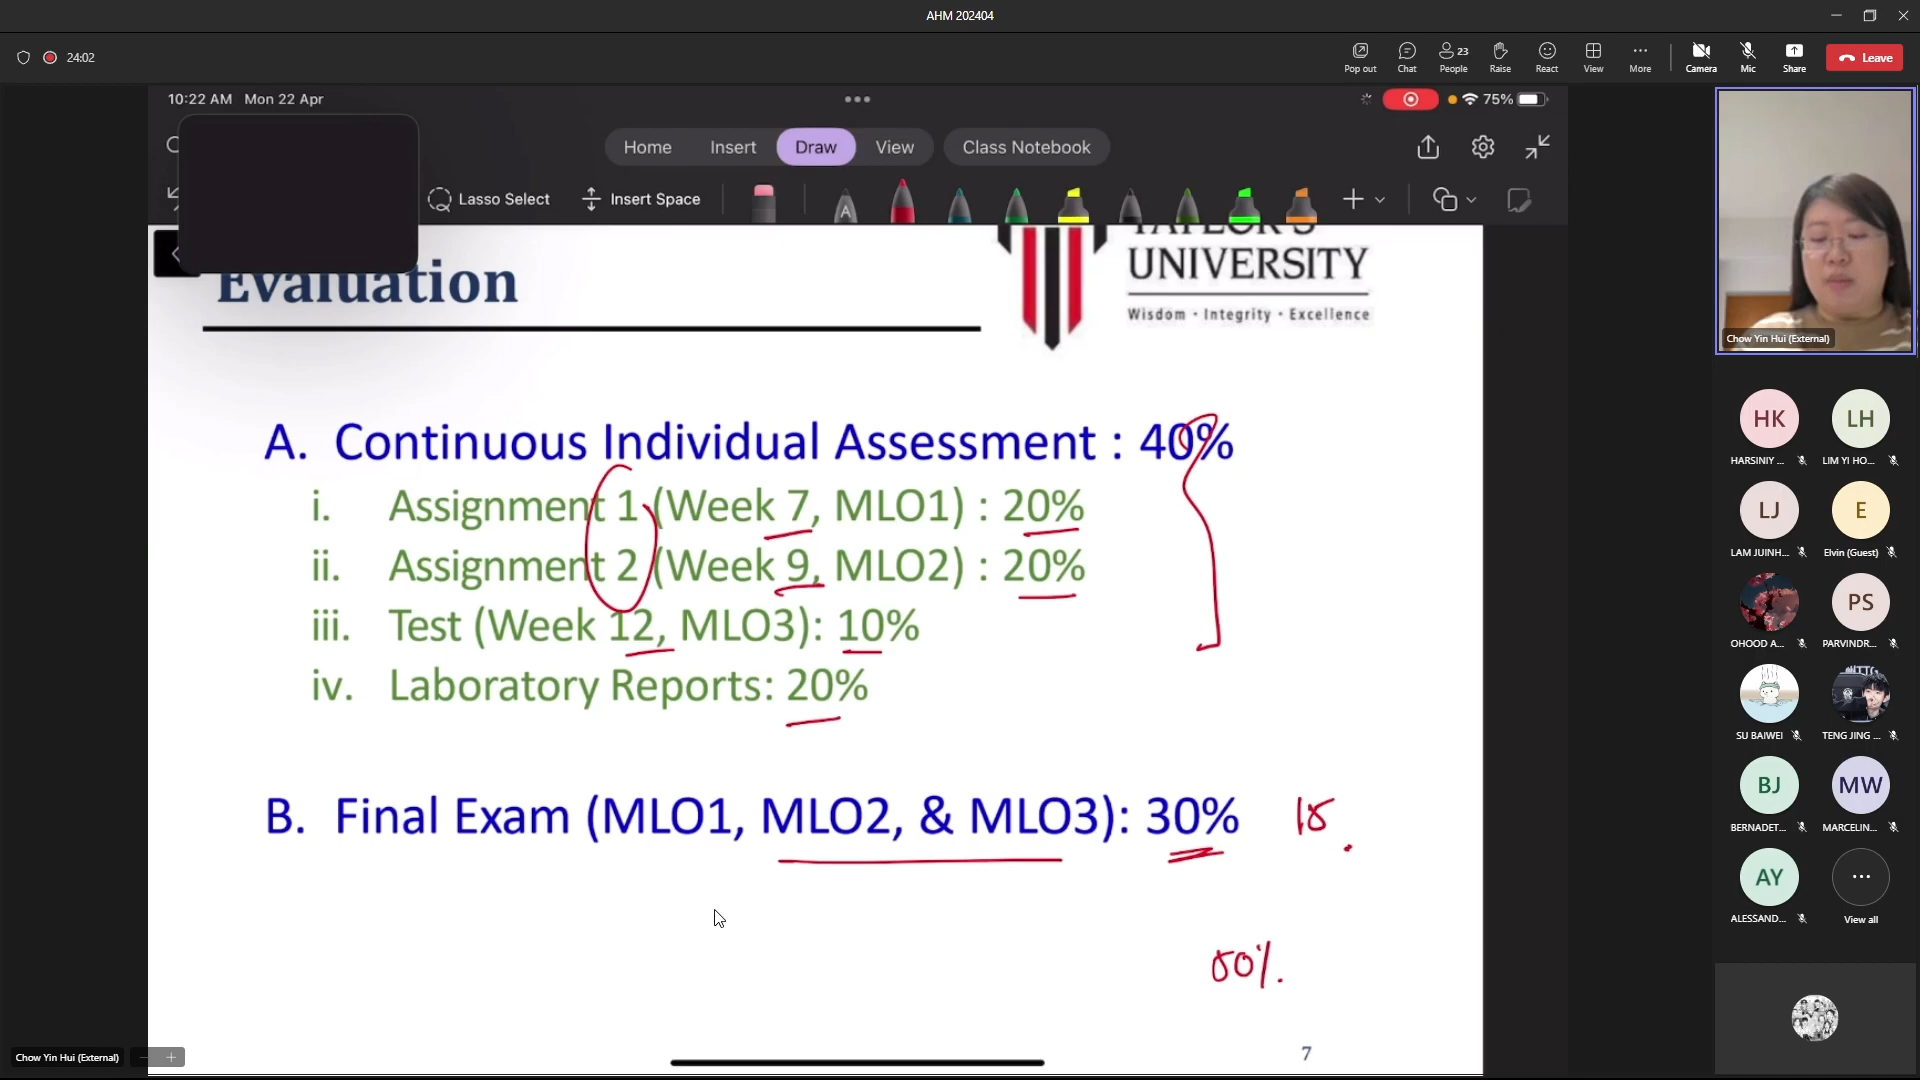 AHM 202404
24:02
Pop out
Chat
23
People
Raise
React
View
More
Camera
Mic
Share
Leave
10:22 AM Mon 22 Apr
75%
Home
Insert
Draw
View
Class Notebook
Lasso Select
Insert Space
A
Evaluation
TAYLOR'S
UNIVERSITY
Wisdom · Integrity · Excellence
A. Continuous Individual Assessment : 40%
i. Assignment 1 (Week 7, MLO1) : 20%
ii. Assignment 2 (Week 9, MLO2) : 20%
iii. Test (Week 12, MLO3): 10%
iv. Laboratory Reports: 20%
B. Final Exam (MLO1, MLO2, & MLO3): 30%
50%.
7
Chow Yin Hui (External)
Chow Yin Hui (External)
HK
HARSINIY ...
LH
LIM YI HO...
LJ
LAM JUINH...
E
Elvin (Guest)
OHOOD A...
PS
PARVINDR...
SU BAIWEI
TENG JING ...
BJ
BERNADET...
MW
MARCELIN...
AY
ALESSAND...
View all